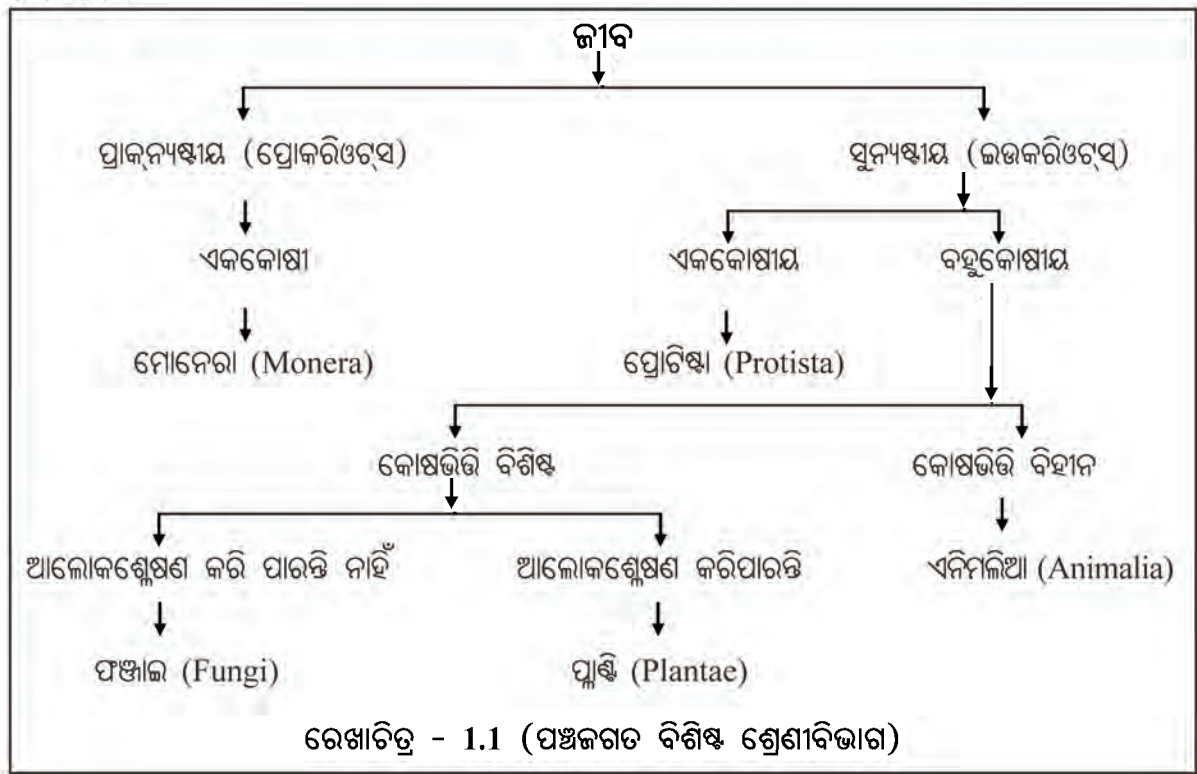 ଜୀବ
ପ୍ରାକ୍‌ନ୍ୟଷ୍ଟୀୟ (ପ୍ରୋକରିଓଟ୍‌ସ) ସୁନ୍ୟଷ୍ଟୀୟ (ଇଉକରିଓଟ୍‌ସ୍)
ଏକକୋଷୀ ଏକକୋଷୀୟ ବହୁକୋଷୀୟ
ମୋନେରା (Monera) ପ୍ରୋଟିଷ୍ଟା (Protista)
କୋଷଭିତ୍ତି ବିଶିଷ୍ଟ କୋଷଭିତ୍ତି ବିହୀନ
ଆଲୋକଶ୍ଳେଷଣ କରି ପାରନ୍ତି ନାହିଁ ଆଲୋକଶ୍ଳେଷଣ କରିପାରନ୍ତି ଏନିମଲିଆ (Animalia)
ଫଞ୍ଜାଇ (Fungi) ପ୍ଳାଣ୍ଟି (Plantae)
ରେଖାଚିତ୍ର - 1.1 (ପଞ୍ଚଜଗତ ବିଶିଷ୍ଟ ଶ୍ରେଣୀବିଭାଗ)